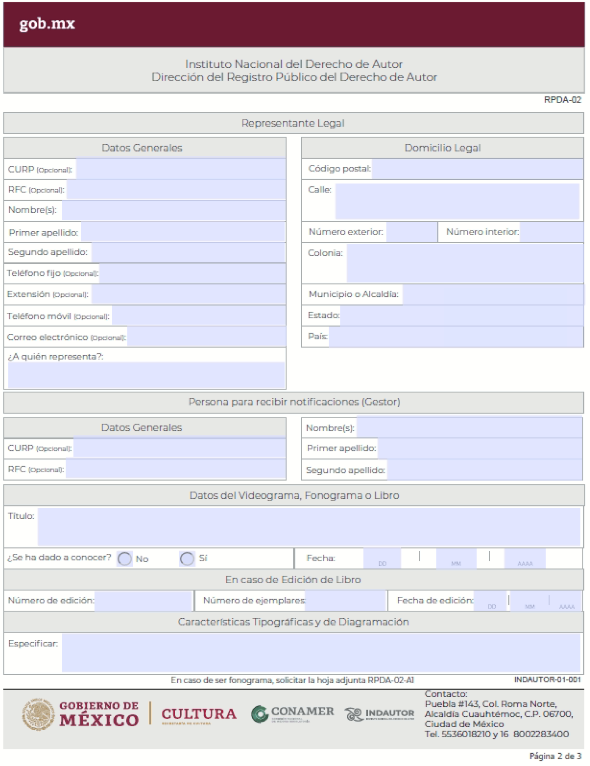 gob.mx
Instituto Nacional del Derecho de Autor
Dirección del Registro Público del Derecho de Autor
RPDA-02
Representante Legal
Datos Generales
CURP (Opcional):
RFC (Opcional):
Nombre(s):
Primer apellido:
Segundo apellido:
Teléfono fijo (Opcional):
Extensión (Opcional):
Teléfono móvil (Opcional):
Correo electrónico (Opcional):
¿A quién representa?:
Domicilio Legal
Código postal:
Calle:
Número exterior: Número interior:
Colonia:
Municipio o Alcaldía:
Estado:
País:
Persona para recibir notificaciones (Gestor)
Datos Generales
CURP (Opcional):
RFC (Opcional):
Nombre(s):
Primer apellido:
Segundo apellido:
Datos del Videograma, Fonograma o Libro
Título:
¿Se ha dado a conocer? No Sí Fecha: DD | MM | AAAA
En caso de Edición de Libro
Número de edición: Número de ejemplares: Fecha de edición: DD | MM | AAAA
Características Tipográficas y de Diagramación
Especificar:
En caso de ser fonograma, solicitar la hoja adjunta RPDA-02-A1
INDAUTOR-01-001
GOBIERNO DE
MÉXICO
CULTURA
CONAMER
INDAUTOR
Contacto:
Puebla #143, Col. Roma Norte,
Alcaldía Cuauhtémoc, C.P. 06700,
Ciudad de México
Tel. 5536018210 y 16 8002283400
Página 2 de 3